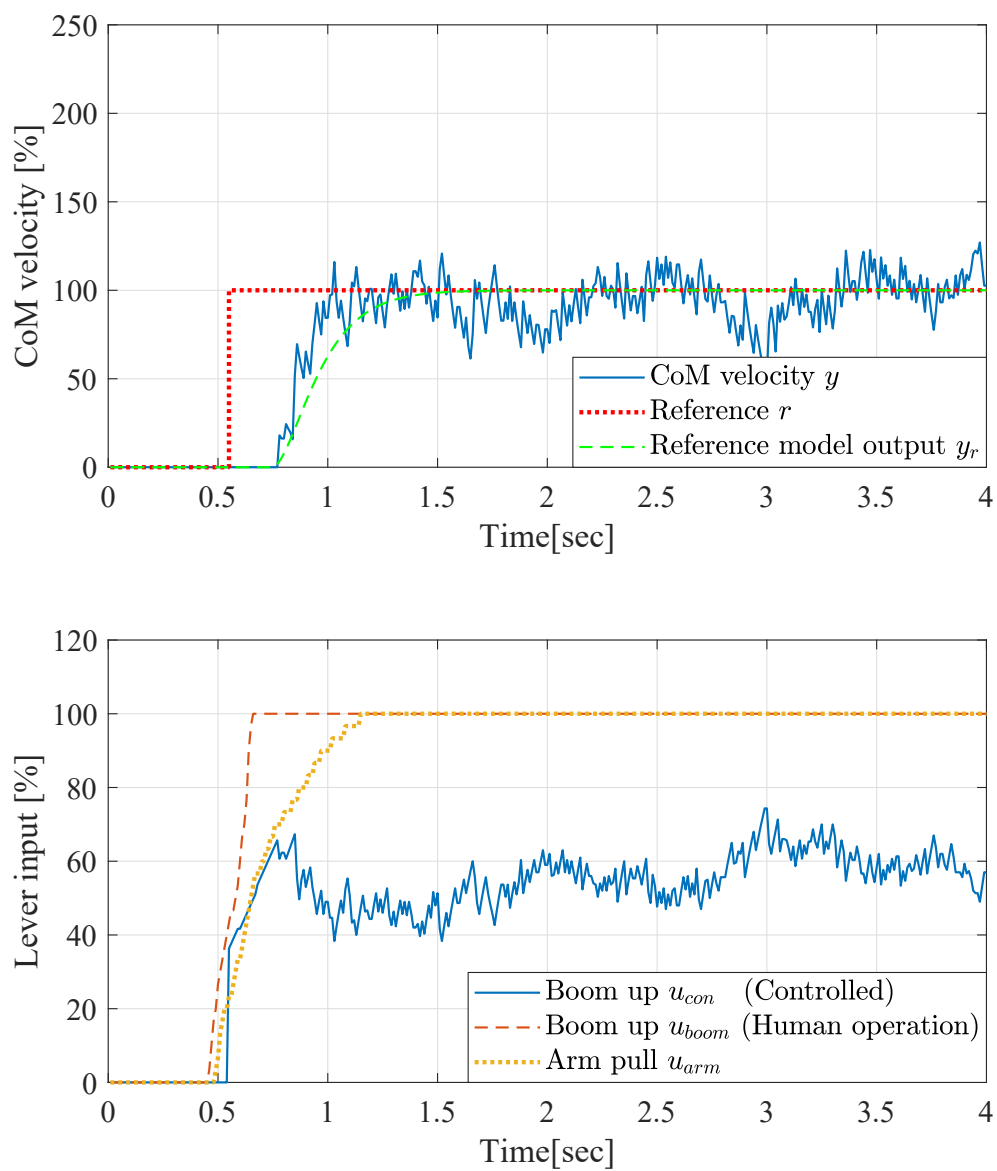 250
200
150
100
50
0
CoM velocity [%]
CoM velocity y
Reference r
Reference model output y_r
0 0.5 1 1.5 2 2.5 3 3.5 4
Time[sec]
120
100
80
60
40
20
0
Lever input [%]
Boom up u_con (Controlled)
Boom up u_boom (Human operation)
Arm pull u_arm
0 0.5 1 1.5 2 2.5 3 3.5 4
Time[sec]